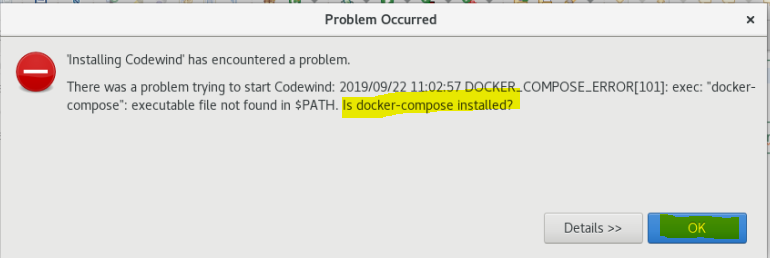 Problem Occurred
×
'Installing Codewind' has encountered a problem.
There was a problem trying to start Codewind: 2019/09/22 11:02:57 DOCKER_COMPOSE_ERROR[101]: exec: "docker-
compose": executable file not found in $PATH. Is docker-compose installed?
Details >>
OK